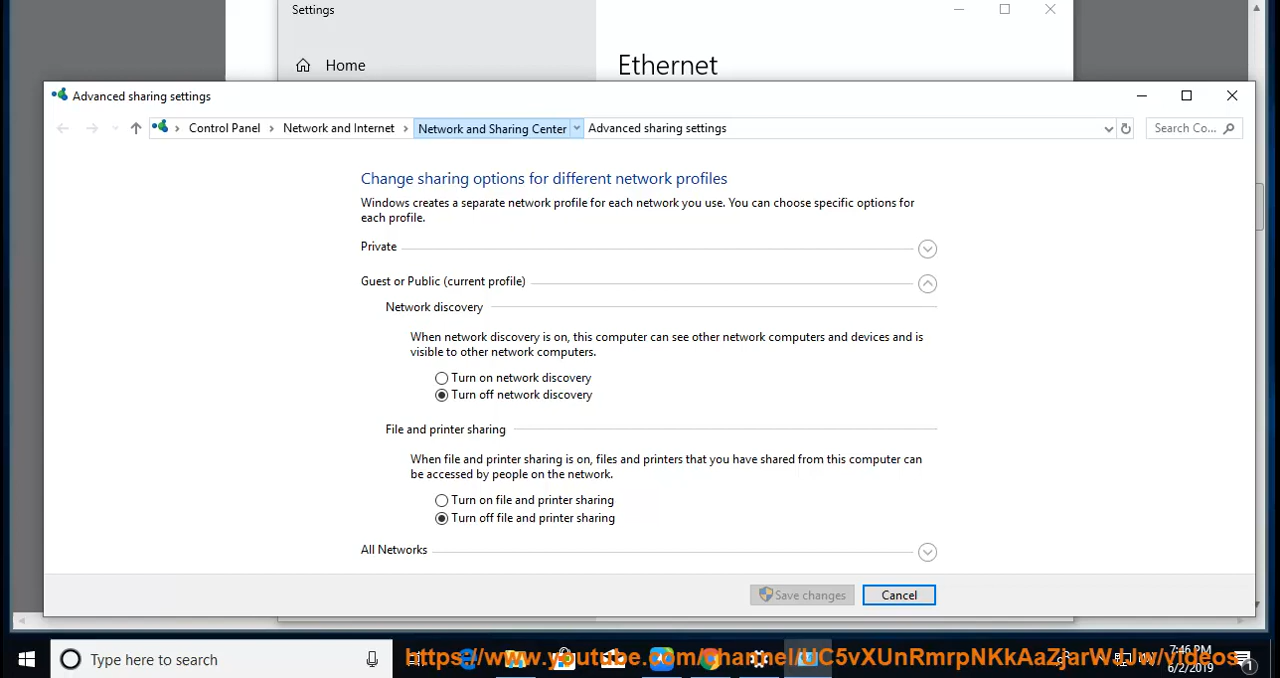 Settings
Home
Ethernet
Advanced sharing settings
Control Panel › Network and Internet › Network and Sharing Center Advanced sharing settings
Search Co...
Change sharing options for different network profiles
Windows creates a separate network profile for each network you use. You can choose specific options for
each profile.
Private
Guest or Public (current profile)
Network discovery
When network discovery is on, this computer can see other network computers and devices and is
visible to other network computers.
Turn on network discovery
Turn off network discovery
File and printer sharing
When file and printer sharing is on, files and printers that you have shared from this computer can
be accessed by people on the network.
Turn on file and printer sharing
Turn off file and printer sharing
All Networks
Save changes
Cancel
Type here to search
7:46 PM
6/2/2019
1